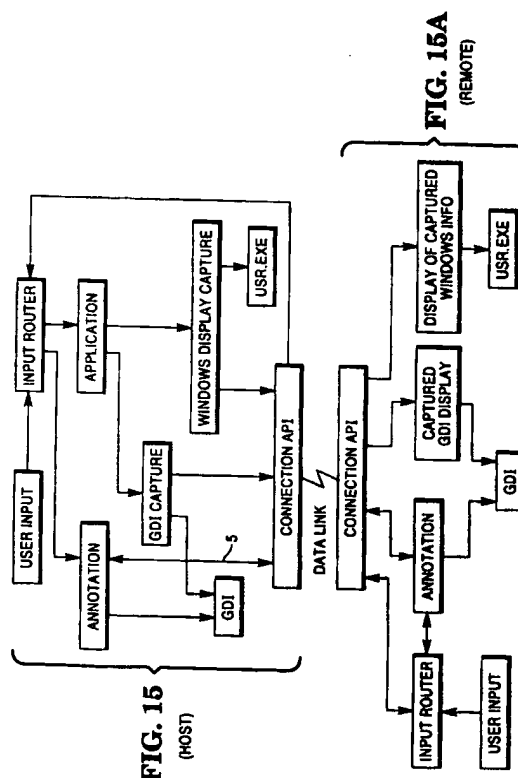 FIG. 15
(HOST)
USER INPUT
INPUT ROUTER
ANNOTATION
APPLICATION
GDI CAPTURE
WINDOWS DISPLAY CAPTURE
GDI
5
USR.EXE
CONNECTION API
DATA LINK
FIG. 15A
(REMOTE)
CONNECTION API
INPUT ROUTER
ANNOTATION
CAPTURED
GDI DISPLAY
DISPLAY OF CAPTURED
WINDOWS INFO
USER INPUT
GDI
USR.EXE